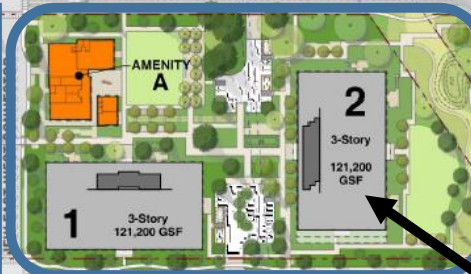 AMENITY
A
2
3-Story
121,200
GSF
1
3-Story
121,200 GSF